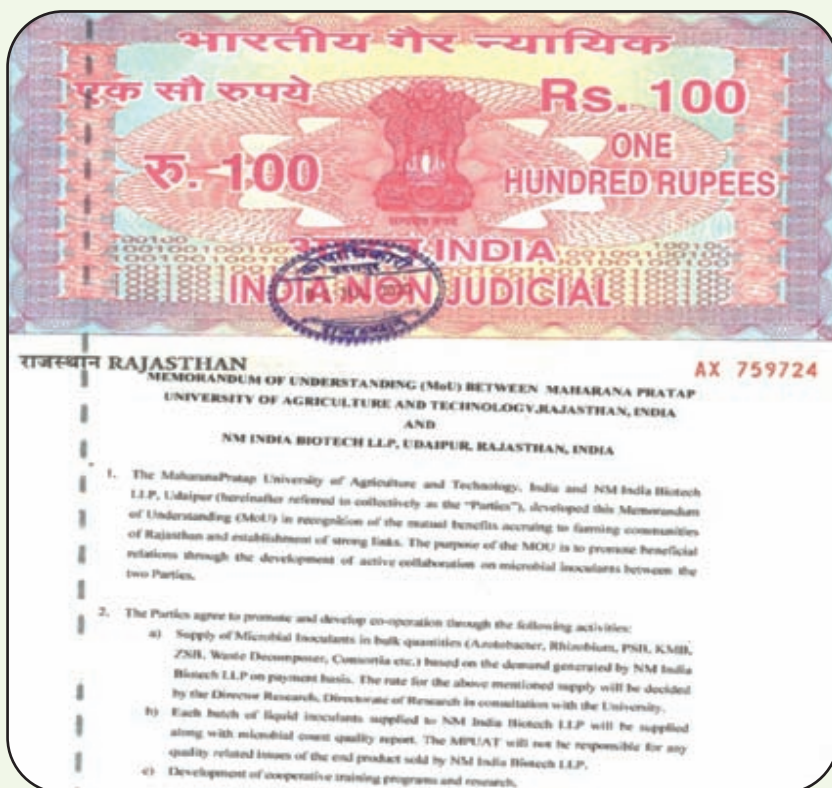 भारतीय गैर न्यायिक
एक सौ रुपये
Rs. 100
रु. 100
ONE
HUNDRED RUPEES
सत्यमेव जयते
भारत INDIA
INDIA NON JUDICIAL
राजस्थान RAJASTHAN
AX 759724
MEMORANDUM OF UNDERSTANDING (MoU) BETWEEN MAHARANA PRATAP
UNIVERSITY OF AGRICULTURE AND TECHNOLOGY,RAJASTHAN, INDIA
AND
NM INDIA BIOTECH LLP, UDAIPUR, RAJASTHAN, INDIA
1. The MaharanaPratap University of Agriculture and Technology, India and NM India Biotech
LLP, Udaipur (hereinafter referred to collectively as the “Parties”), developed this Memorandum
of Understanding (MoU) in recognition of the mutual benefits accruing to farming communities
of Rajasthan and establishment of strong links. The purpose of the MOU is to promote beneficial
relations through the development of active collaboration on microbial inoculants between the
two Parties.
2. The Parties agree to promote and develop co-operation through the following activities:
a) Supply of Microbial Inoculants in bulk quantities (Azotobacter, Rhizobium, PSB, KMB,
ZSB, Waste Decomposer, Consortia etc.) based on the demand generated by NM India
Biotech LLP on payment basis. The rate for the above mentioned supply will be decided
by the Director Research, Directorate of Research in consultation with the University.
b) Each batch of liquid inoculants supplied to NM India Biotech LLP will be supplied
along with microbial count quality report. The MPUAT will not be responsible for any
quality related issues of the end product sold by NM India Biotech LLP.
c) Development of cooperative training programs and research.